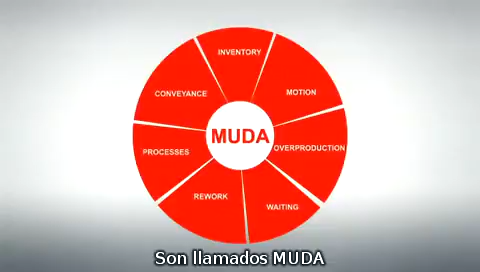 INVENTORY
MOTION
CONVEYANCE
MUDA
OVERPRODUCTION
PROCESSES
REWORK
WAITING
Son llamados MUDA